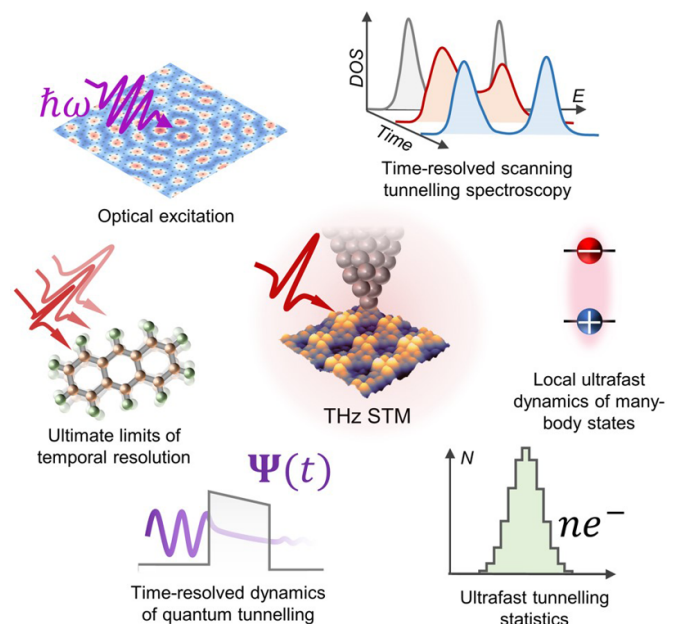 ħω
Optical excitation
DOS
E
Time
Time-resolved scanning
tunnelling spectroscopy
Ultimate limits of
temporal resolution
THz STM
−
+
Local ultrafast
dynamics of many-
body states
Ψ(t)
Time-resolved dynamics
of quantum tunnelling
N
ne⁻
Ultrafast tunnelling
statistics